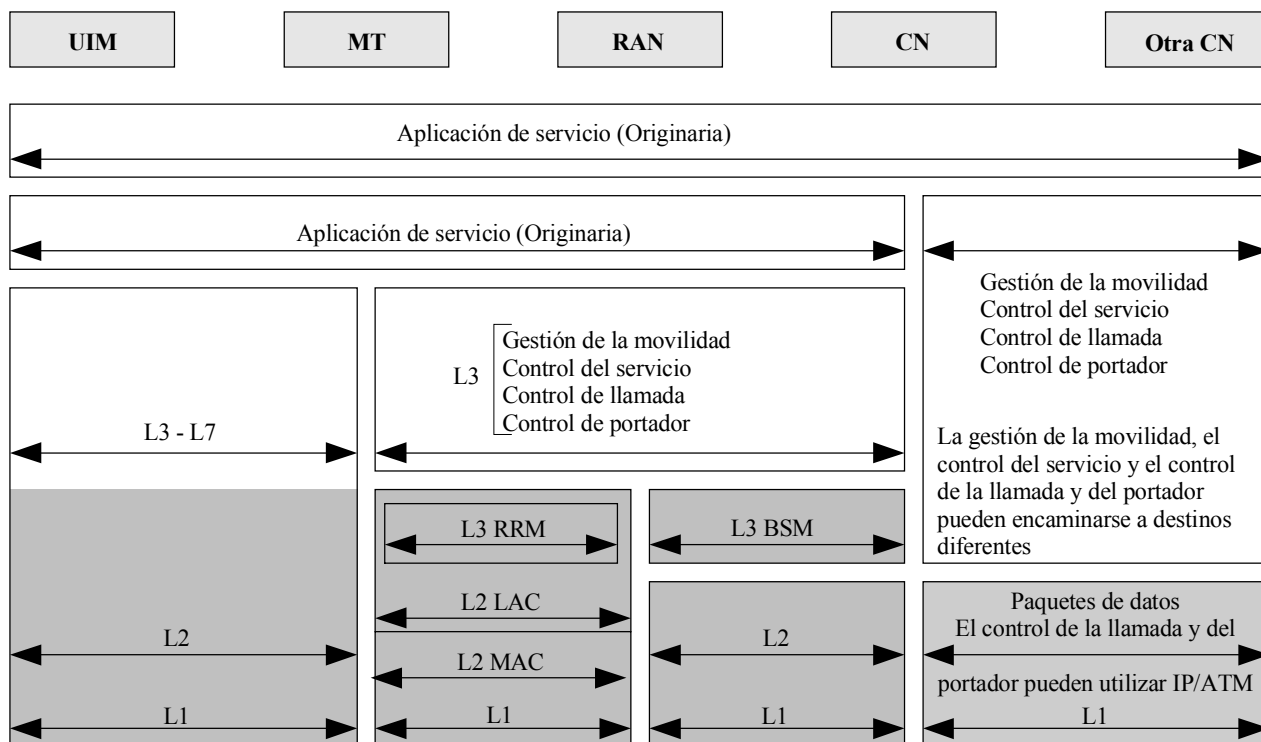 UIM
MT
RAN
CN
Otra CN
Aplicación de servicio (Originaria)
Aplicación de servicio (Originaria)
Gestión de la movilidad
Control del servicio
Control de llamada
Control de portador
L3
Gestión de la movilidad
Control del servicio
Control de llamada
Control de portador
L3 - L7
La gestión de la movilidad, el
control del servicio y el control
de la llamada y del portador
pueden encaminarse a destinos
diferentes
L3 RRM
L3 BSM
L2 LAC
L2
L2 MAC
L2
Paquetes de datos
El control de la llamada y del
portador pueden utilizar IP/ATM
L1
L1
L1
L1